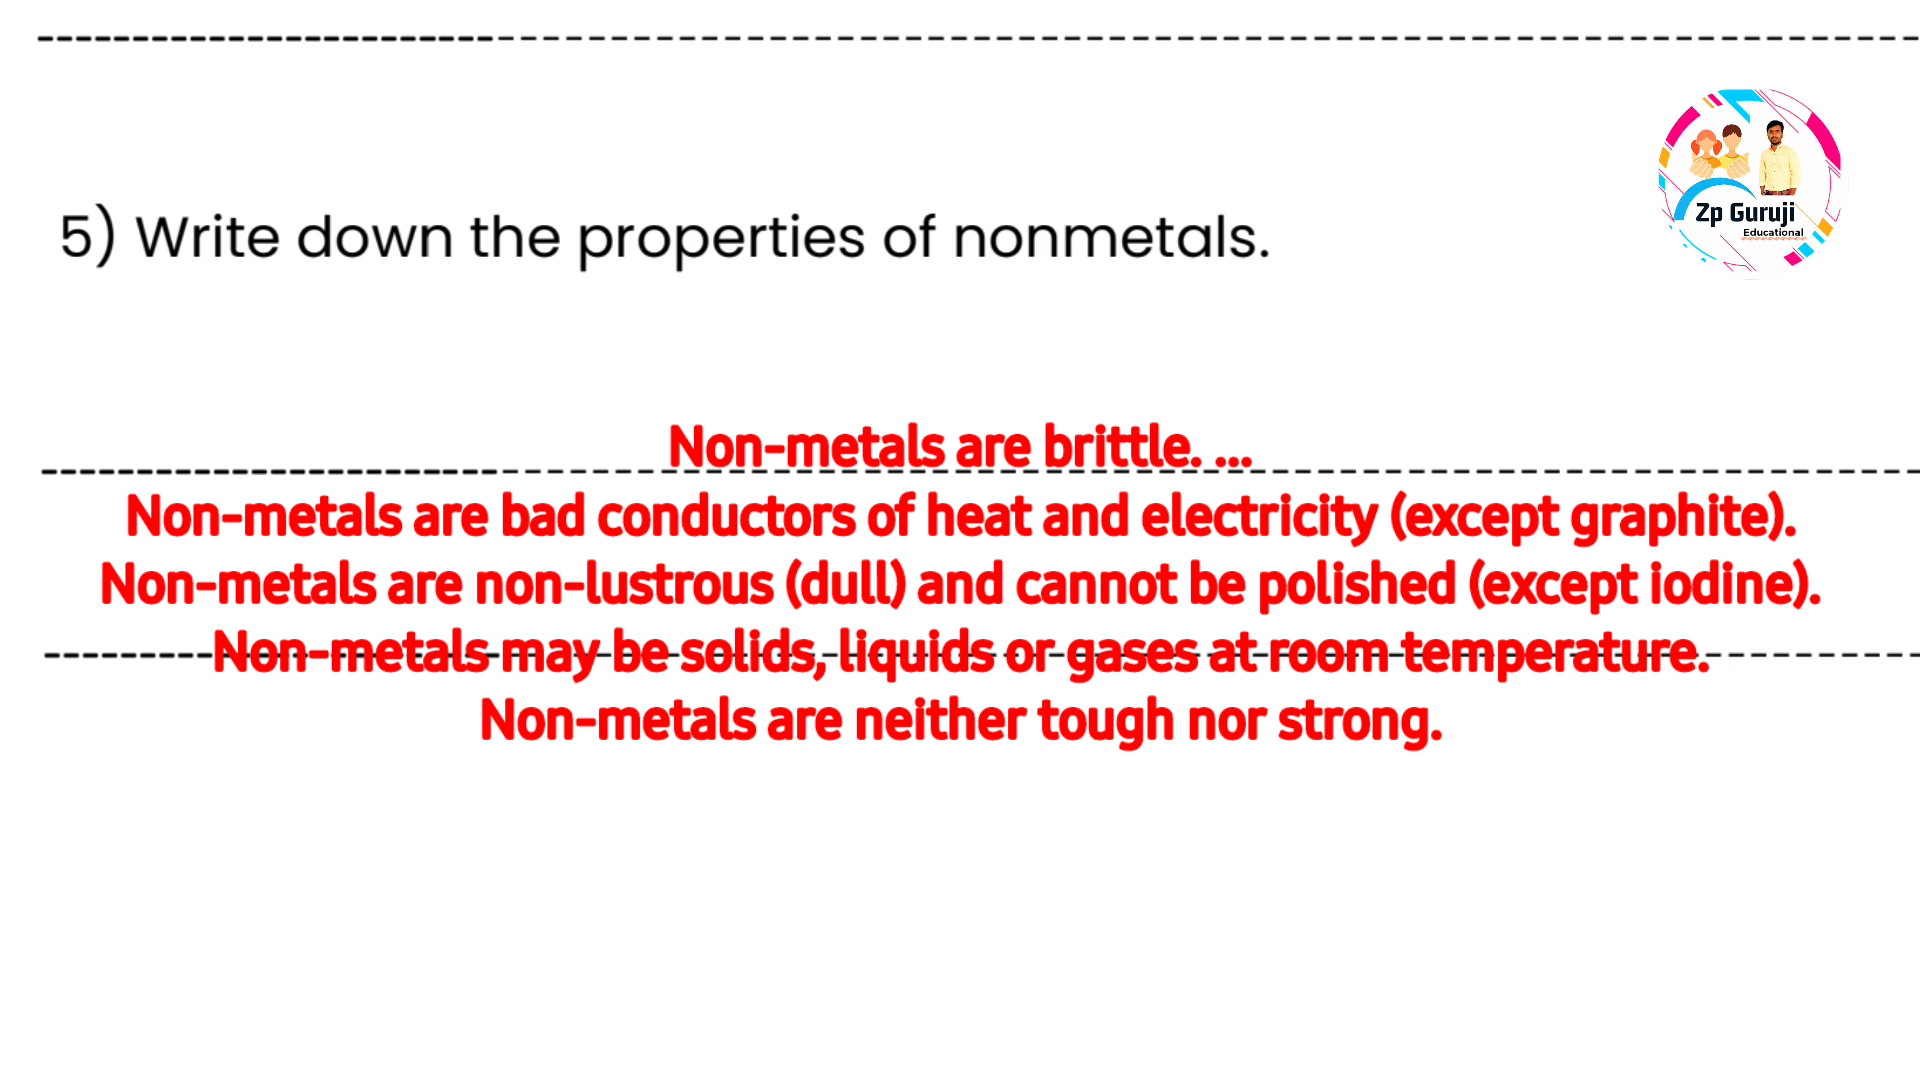 Zp Guruji
Educational
5) Write down the properties of nonmetals.
Non-metals are brittle. ...
Non-metals are bad conductors of heat and electricity (except graphite).
Non-metals are non-lustrous (dull) and cannot be polished (except iodine).
Non-metals may be solids, liquids or gases at room temperature.
Non-metals are neither tough nor strong.